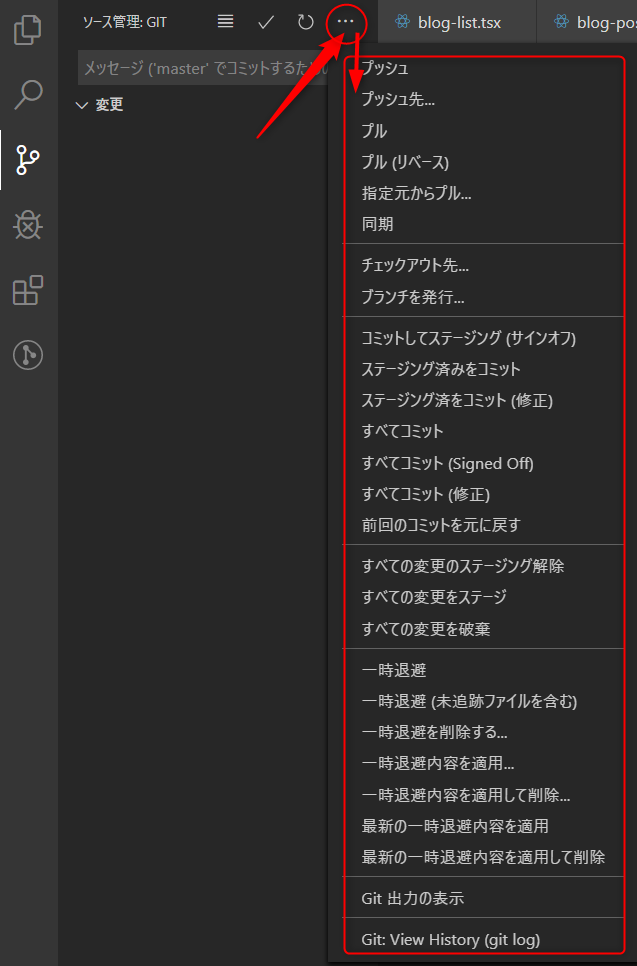 ソース管理: GIT
blog-list.tsx
blog-po
メッセージ ('master' でコミットするため
変更
プッシュ
プッシュ先...
プル
プル (リベース)
指定元からプル...
同期
チェックアウト先...
ブランチを発行...
コミットしてステージング (サインオフ)
ステージング済みをコミット
ステージング済をコミット (修正)
すべてコミット
すべてコミット (Signed Off)
すべてコミット (修正)
前回のコミットを元に戻す
すべての変更のステージング解除
すべての変更をステージ
すべての変更を破棄
一時退避
一時退避 (未追跡ファイルを含む)
一時退避を削除する...
一時退避内容を適用...
一時退避内容を適用して削除...
最新の一時退避内容を適用
最新の一時退避内容を適用して削除
Git 出力の表示
Git: View History (git log)